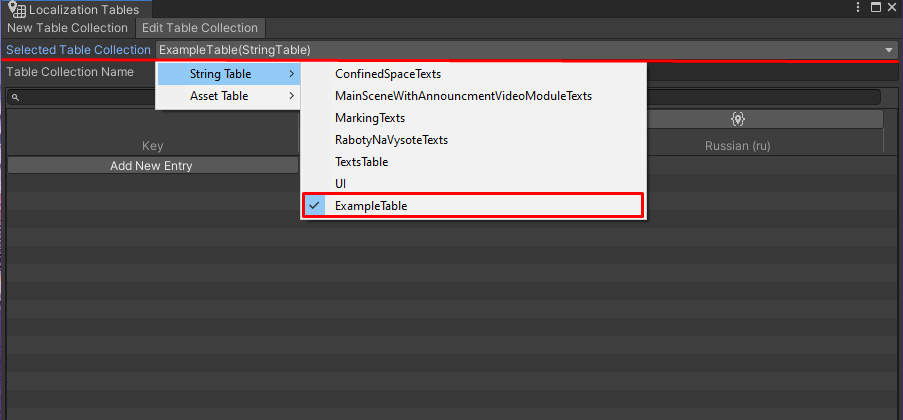 Localization Tables
New Table Collection Edit Table Collection
Selected Table Collection ExampleTable(StringTable)
Table Collection Name
String Table
Asset Table
ConfinedSpaceTexts
MainSceneWithAnnouncmentVideoModuleTexts
MarkingTexts
RabotyNaVysoteTexts
TextsTable
UI
ExampleTable
Key Russian (ru)
Add New Entry